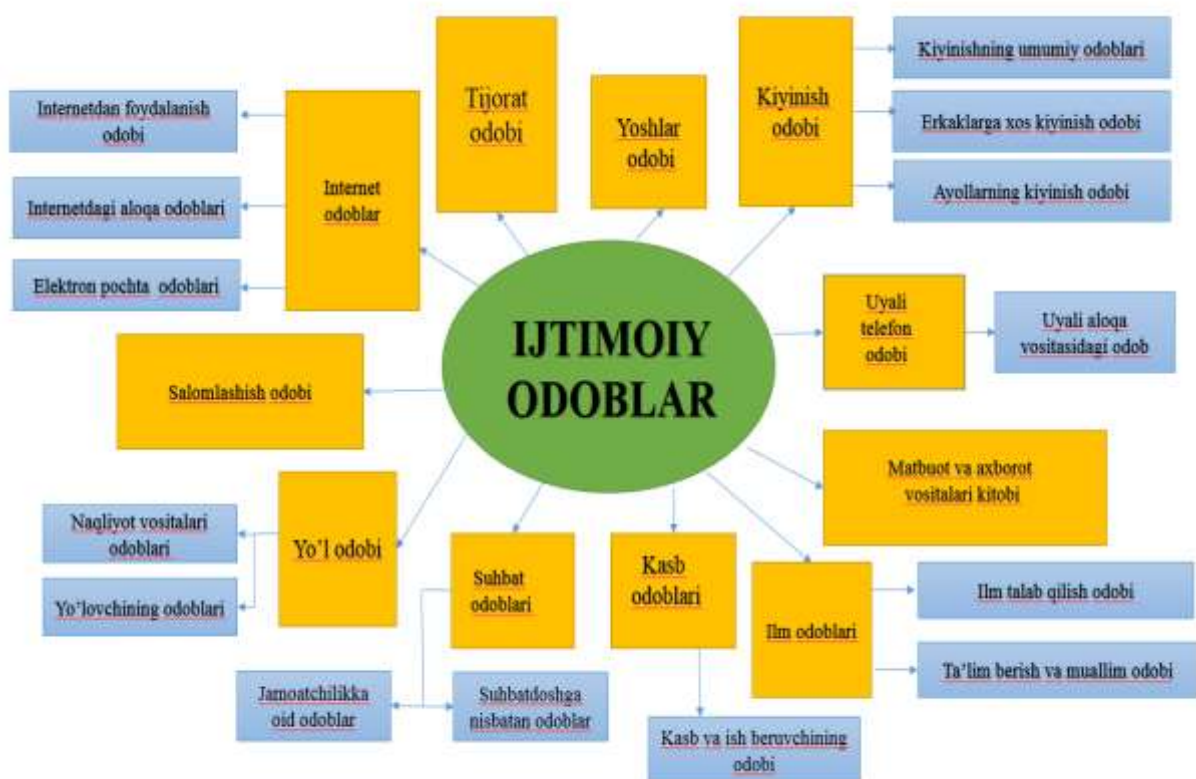 IJTIMOIY
ODOBLAR
Tijorat
odobi
Yoshlar
odobi
Kiyinish
odobi
Kiyinishning umumiy odoblari
Erkaklarga xos kiyinish odobi
Ayollarning kiyinish odobi
Internet
odoblar
Internetdan foydalanish
odobi
Internetdagi aloqa odoblari
Elektron pochta odoblari
Uyali
telefon
odobi
Uyali aloqa
vositasidagi odob
Salomlashish odobi
Matbuot va axborot
vositalari kitobi
Yo’l odobi
Naqliyot vositalari
odoblari
Yo’lovchining odoblari
Suhbat
odoblari
Jamoatchilikka
oid odoblar
Suhbatdoshga
nisbatan odoblar
Kasb
odoblari
Kasb va ish beruvchining
odobi
Ilm odoblari
Ilm talab qilish odobi
Ta’lim berish va muallim odobi